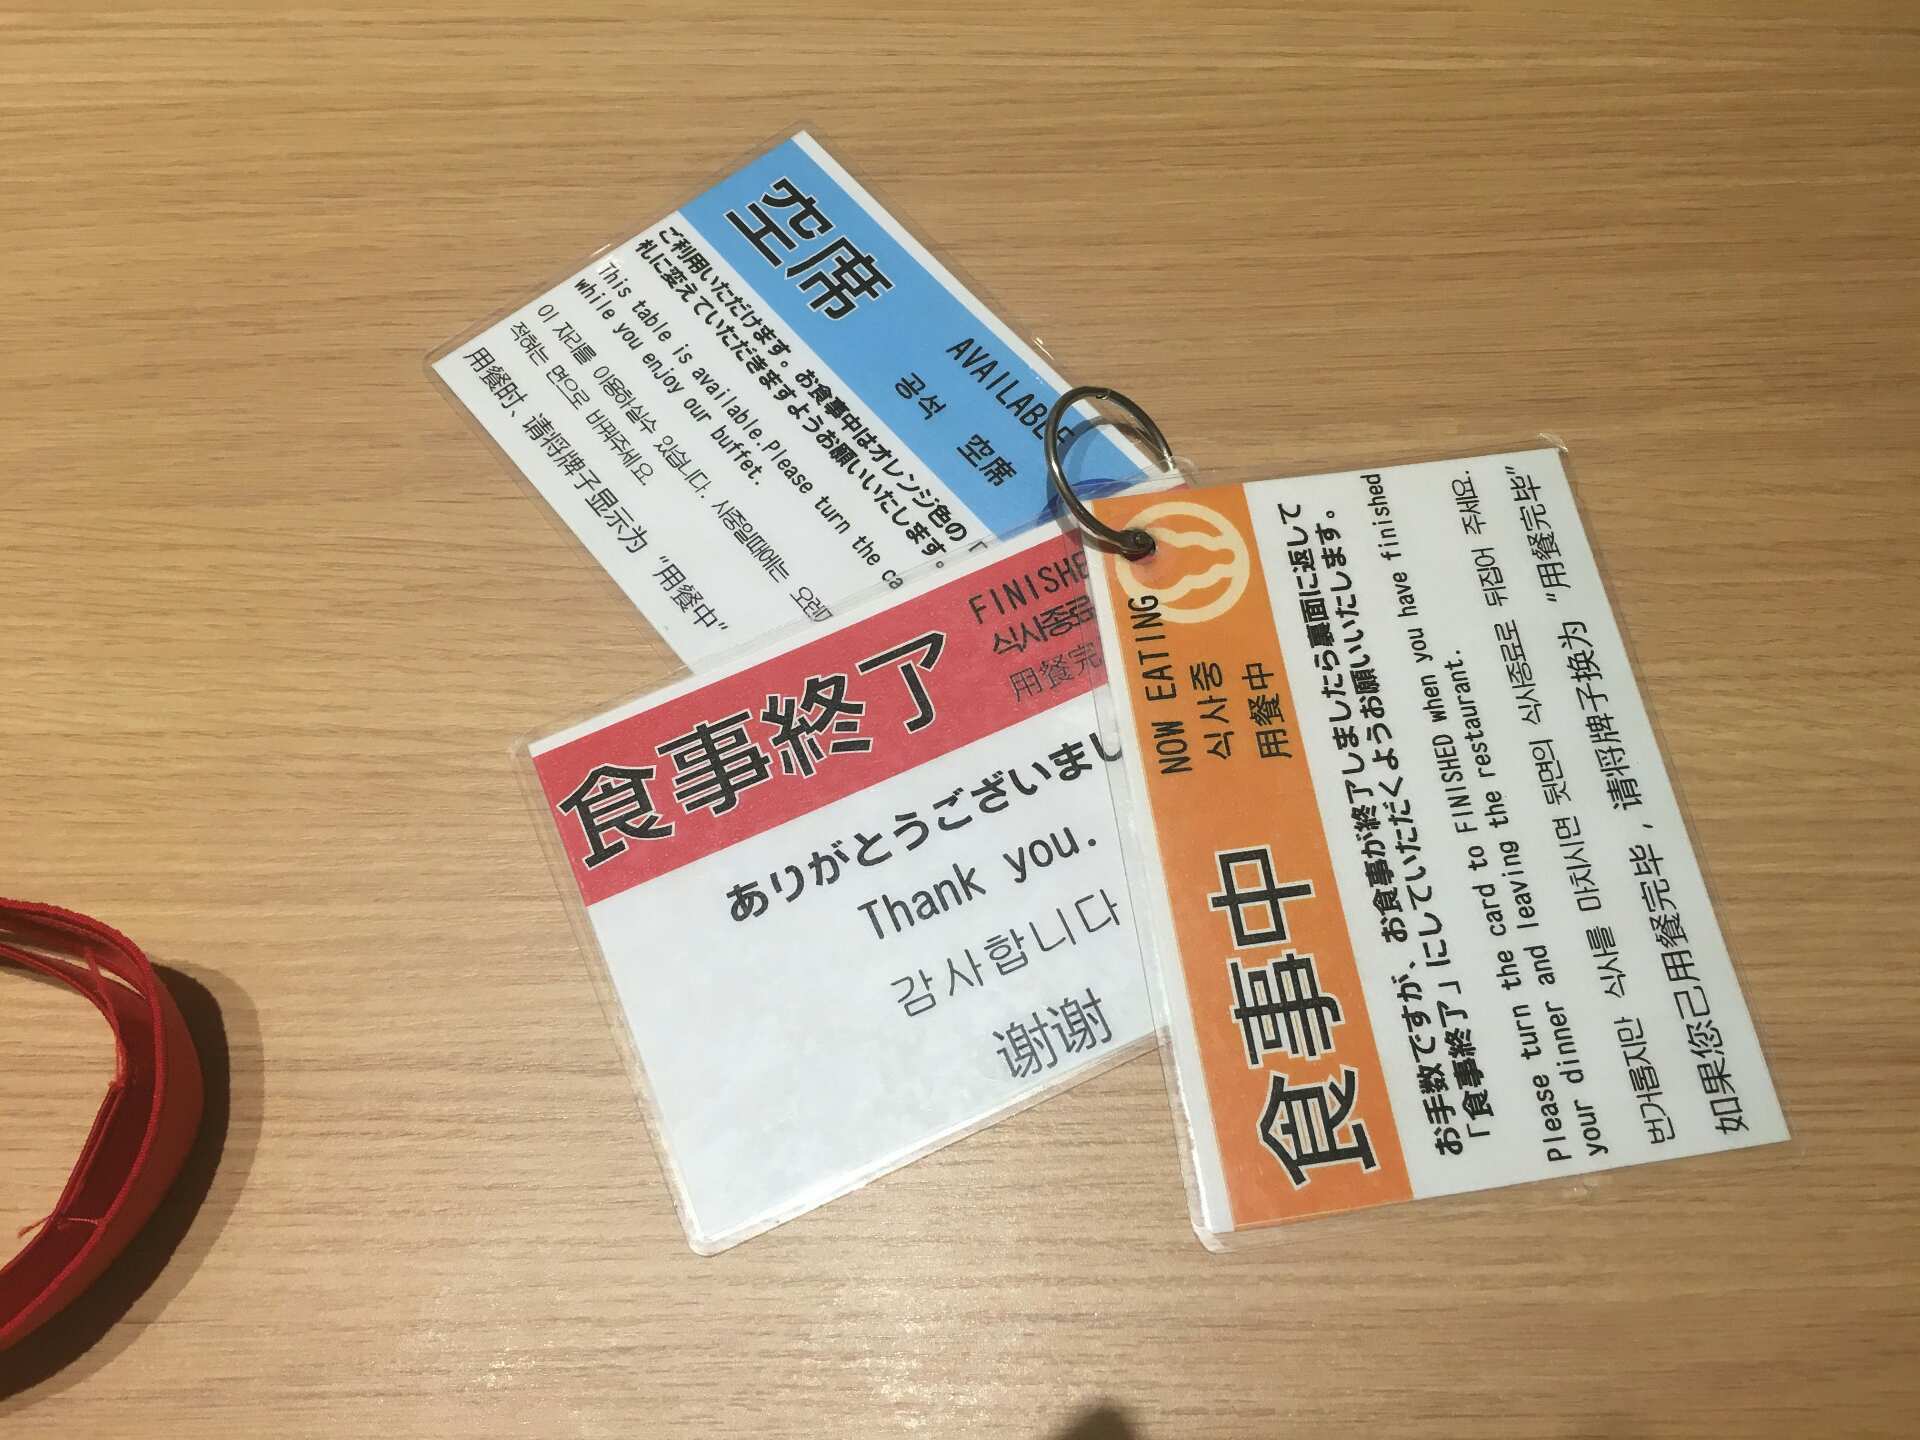 空席
AVAILABLE
공석 空席
ご利用いただけます。お食事中はオレンジ色の「
札に変えていただきますようお願いいたします。
This table is available.Please turn the ca
while you enjoy our buffet.
이 자리를 이용하실수 있습니다. 식중일때에는 오렌
적혀는 면으로 바꿔주세요
用餐时、请将牌子显示为“用餐中”
食事終了
FINISHE
식사종료
用餐完
ありがとうございまし
Thank you.
감사합니다
谢谢
食事中
NOW EATING
식사중
用餐中
お手数ですが、お食事が終了しましたら裏面に返して
「食事終了」にしていただくようお願いいたします。
Please turn the card to FINISHED when you have finished
your dinner and leaving the restaurant.
번거롭지만 식사를 마치시면 뒷면의 식사종료로 뒤집어 주세요.
如果您己用餐完毕，请将牌子换为“用餐完毕”